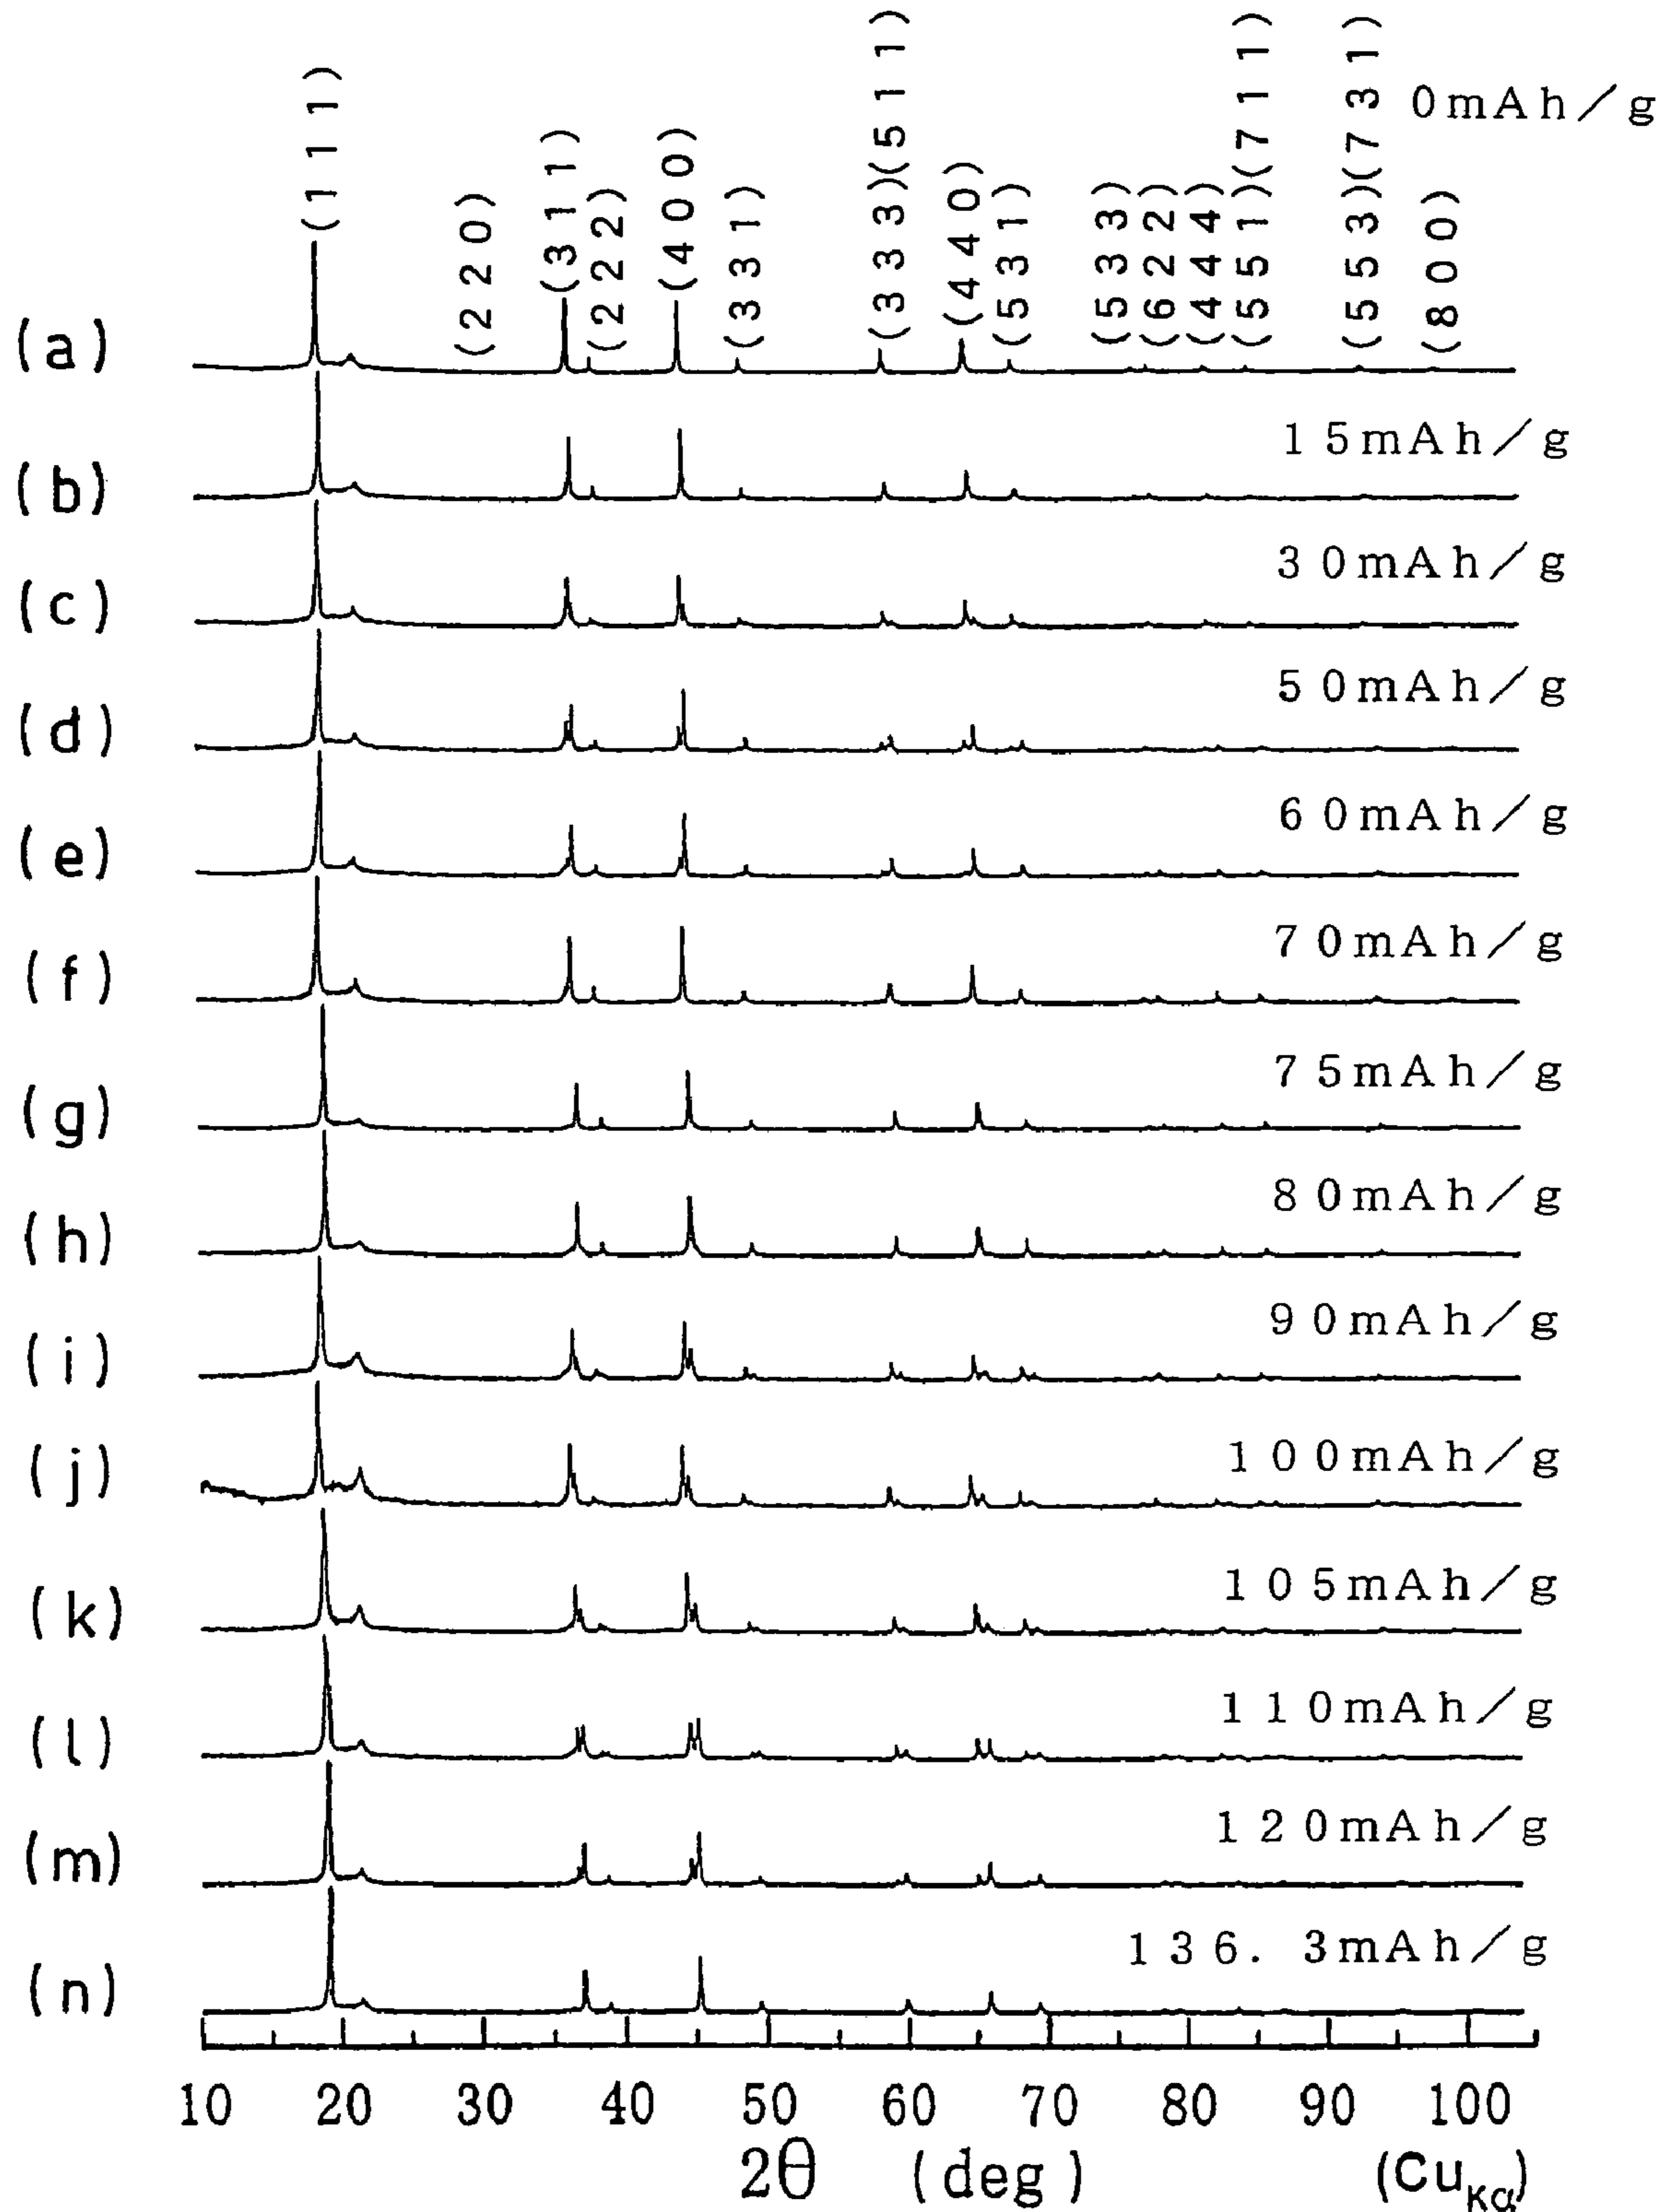 (111)
(220)
(311)
(222)
(400)
(331)
(333)(511)
(440)
(531)
(533)
(622)
(444)
(551)(711)
(553)(731)
(800)
(a) 0mAh/g
(b) 15mAh/g
(c) 30mAh/g
(d) 50mAh/g
(e) 60mAh/g
(f) 70mAh/g
(g) 75mAh/g
(h) 80mAh/g
(i) 90mAh/g
(j) 100mAh/g
(k) 105mAh/g
(l) 110mAh/g
(m) 120mAh/g
(n) 136.3mAh/g
10 20 30 40 50 60 70 80 90 100
2θ (deg) (CuKα)